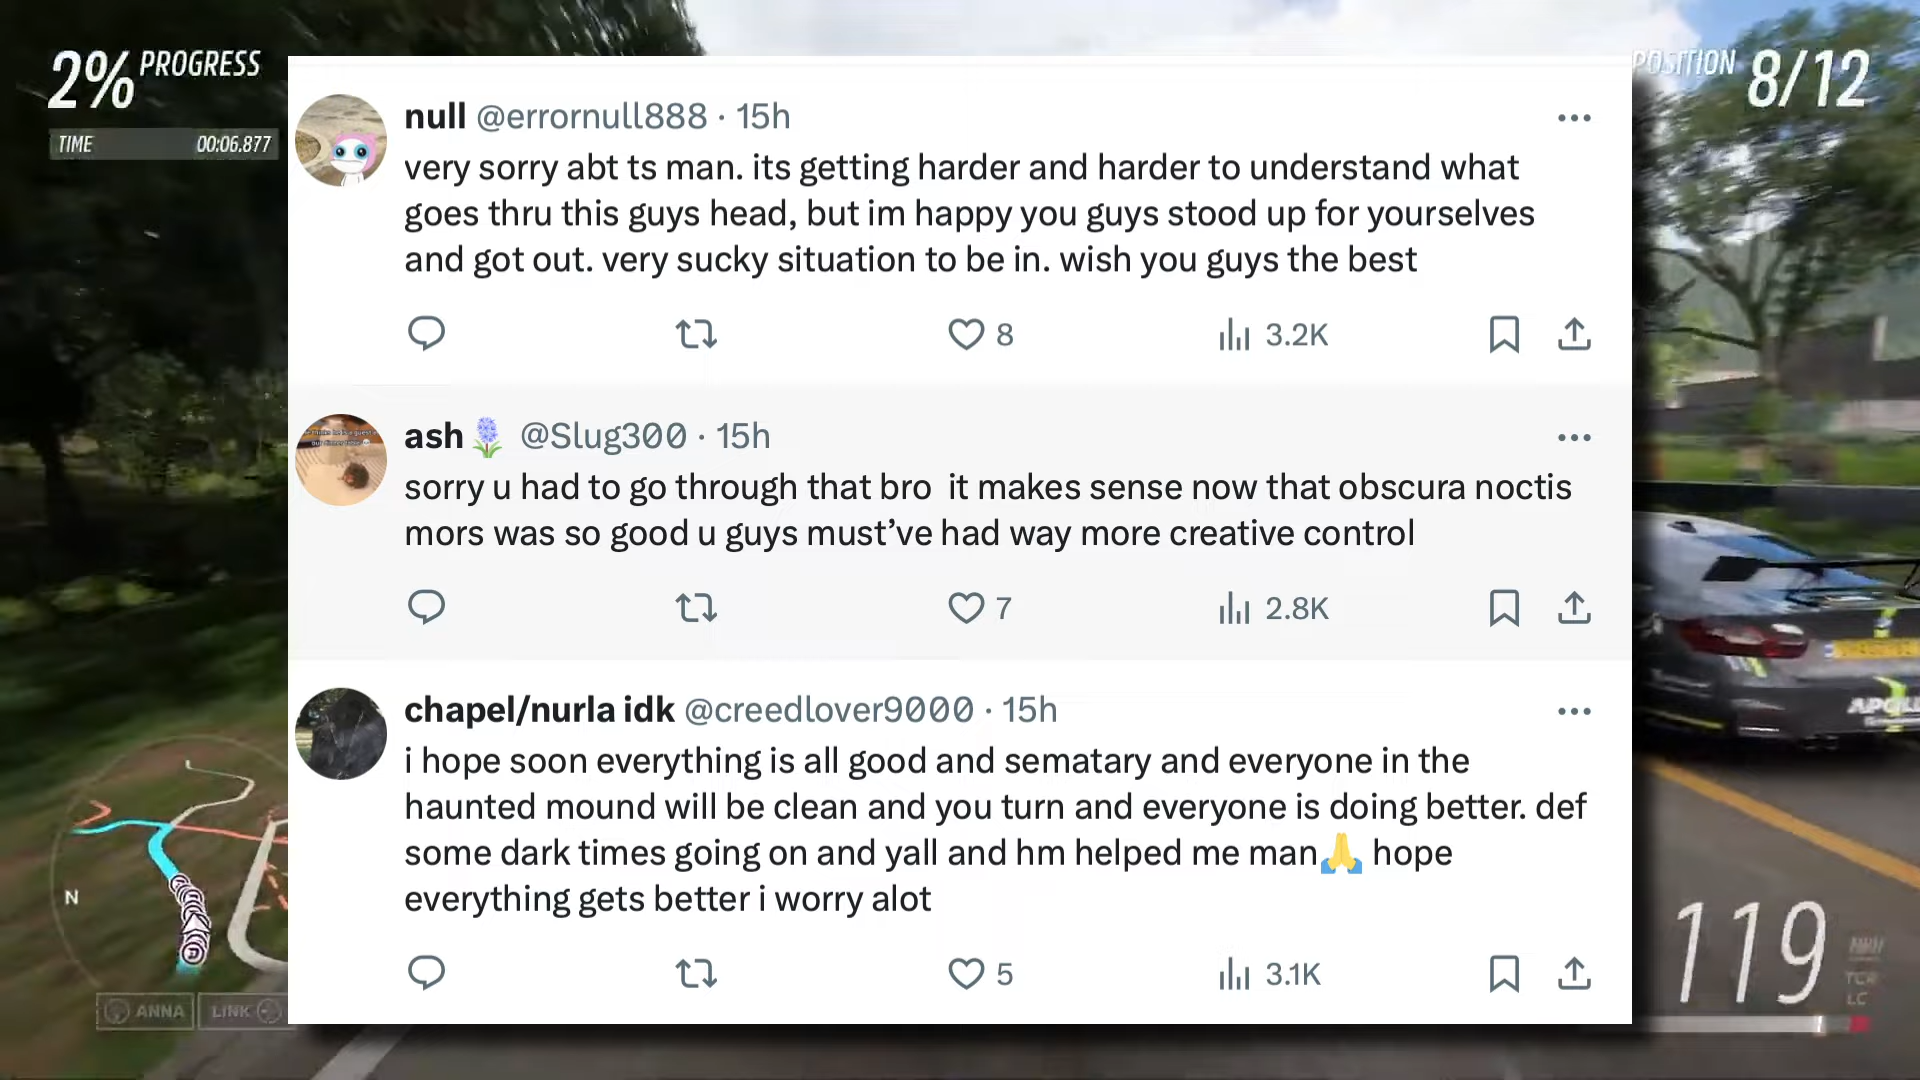 2% PROGRESS
TIME 00:06.877
POSITION 8/12
null @errornull888 · 15h
very sorry abt ts man. its getting harder and harder to understand what
goes thru this guys head, but im happy you guys stood up for yourselves
and got out. very sucky situation to be in. wish you guys the best
8 3.2K
ash @Slug300 · 15h
sorry u had to go through that bro  it makes sense now that obscura noctis
mors was so good u guys must’ve had way more creative control
7 2.8K
chapel/nurla idk @creedlover9000 · 15h
i hope soon everything is all good and sematary and everyone in the
haunted mound will be clean and you turn and everyone is doing better. def
some dark times going on and yall and hm helped me man🙏 hope
everything gets better i worry alot
5 3.1K
N
ANNA LINK
119
TCR
LC